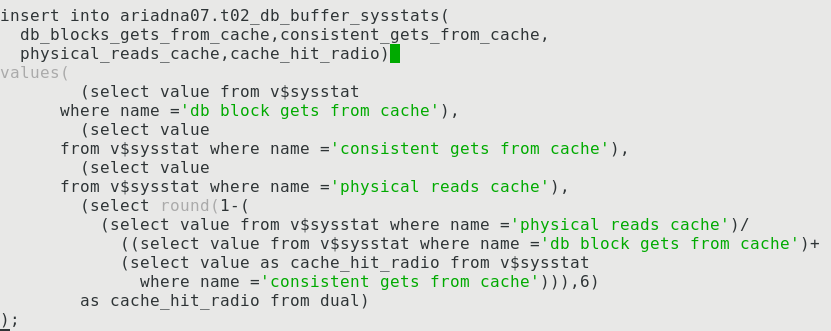 insert into ariadna07.t02_db_buffer_sysstats(
  db_blocks_gets_from_cache,consistent_gets_from_cache,
  physical_reads_cache,cache_hit_radio)
values(
        (select value from v$sysstat
      where name ='db block gets from cache'),
        (select value
      from v$sysstat where name ='consistent gets from cache'),
        (select value
      from v$sysstat where name ='physical reads cache'),
        (select round(1-(
          (select value from v$sysstat where name ='physical reads cache')/
            ((select value from v$sysstat where name ='db block gets from cache')+
            (select value as cache_hit_radio from v$sysstat
              where name ='consistent gets from cache'))),6)
        as cache_hit_radio from dual)
);